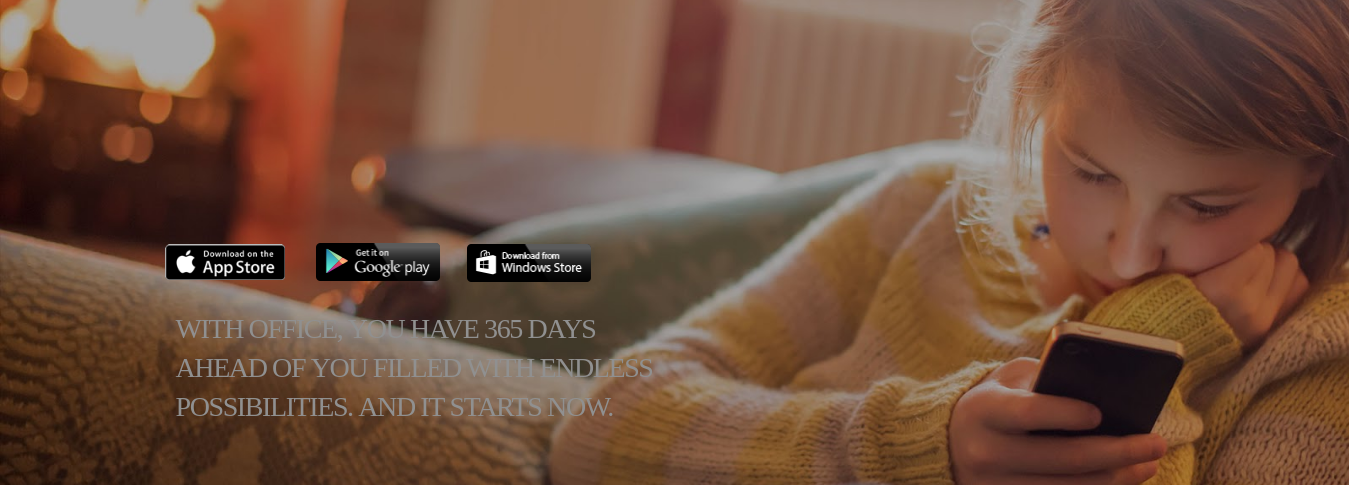 Download on the
App Store
Get it on
Google play
Download from
Windows Store
WITH OFFICE, YOU HAVE 365 DAYS
AHEAD OF YOU FILLED WITH ENDLESS
POSSIBILITIES. AND IT STARTS NOW.